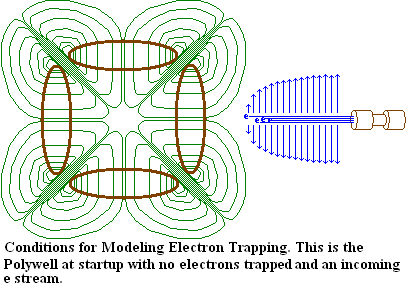 e
e e
Conditions for Modeling Electron Trapping. This is the
Polywell at startup with no electrons trapped and an incoming
e stream.